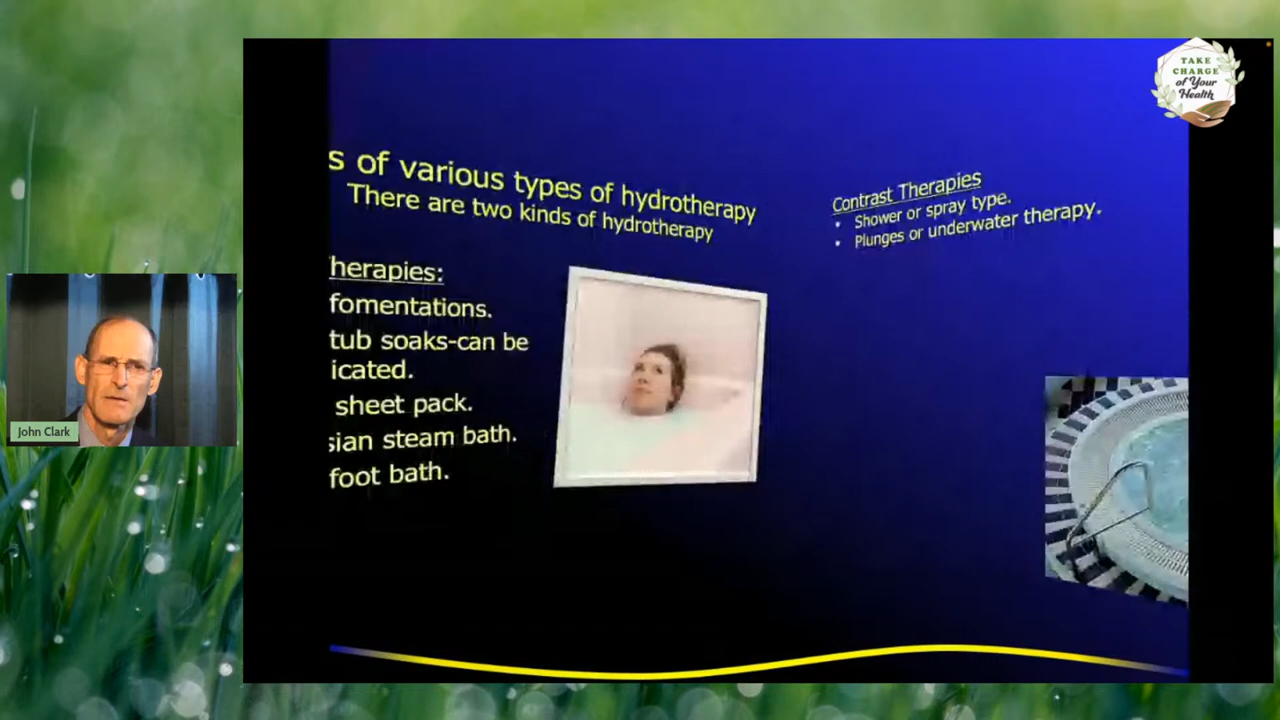 TAKE
CHARGE
of Your
Health
s of various types of hydrotherapy
There are two kinds of hydrotherapy
herapies:
fomentations.
tub soaks-can be
icated.
sheet pack.
sian steam bath.
foot bath.
Contrast Therapies
• Shower or spray type.
• Plunges or underwater therapy.
John Clark